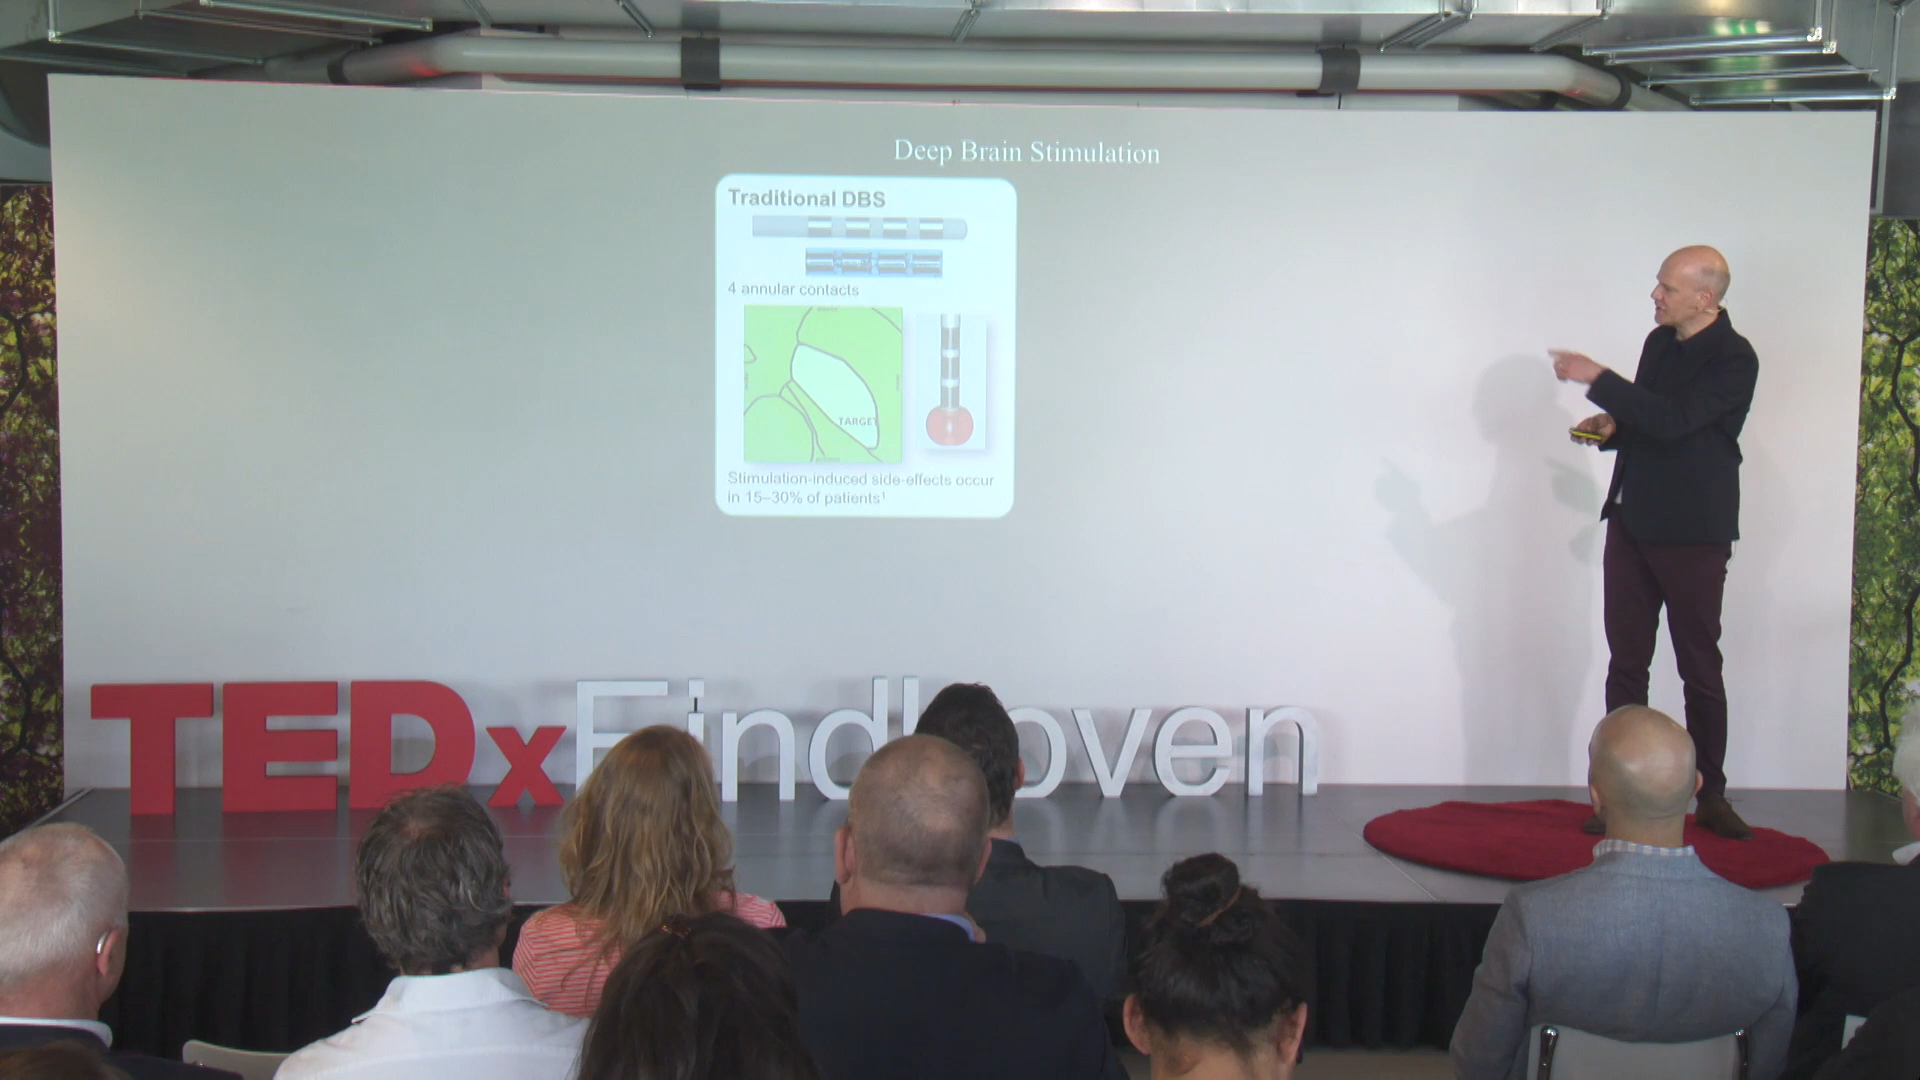 Deep Brain Stimulation
Traditional DBS
4 annular contacts
TARGET
Stimulation-induced side-effects occur
in 15–30% of patients¹
TEDxEindhoven